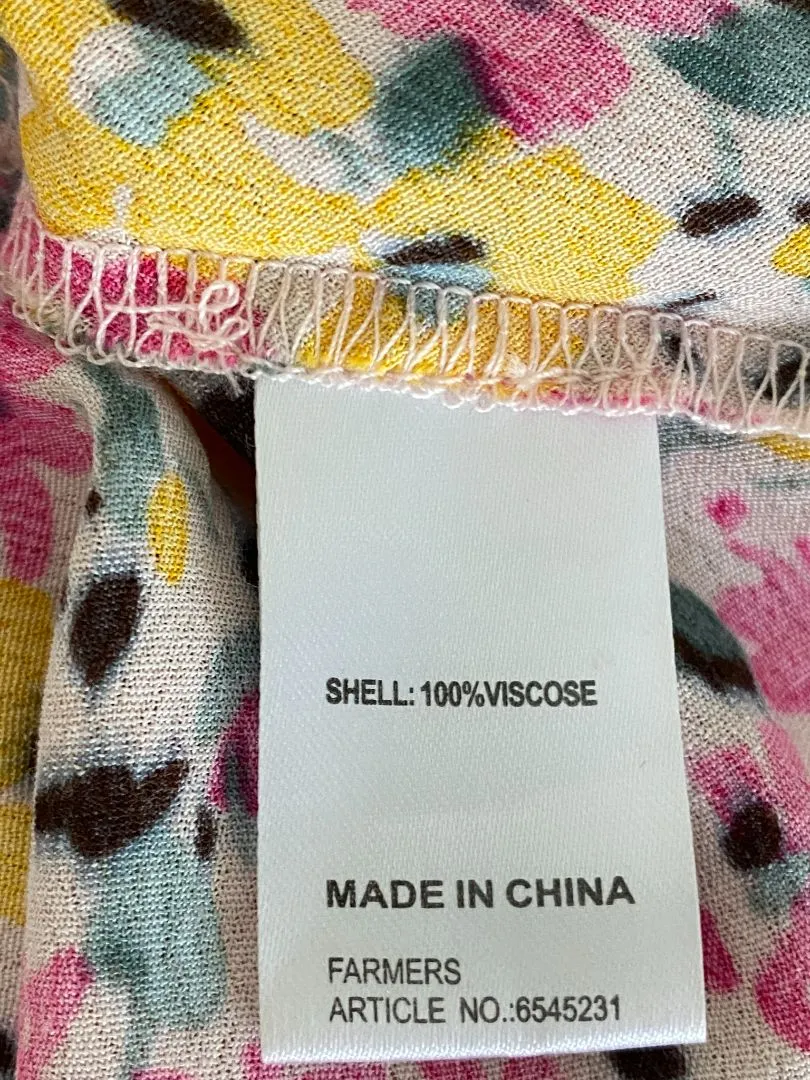 SHELL: 100%VISCOSE
MADE IN CHINA
FARMERS
ARTICLE NO.:6545231